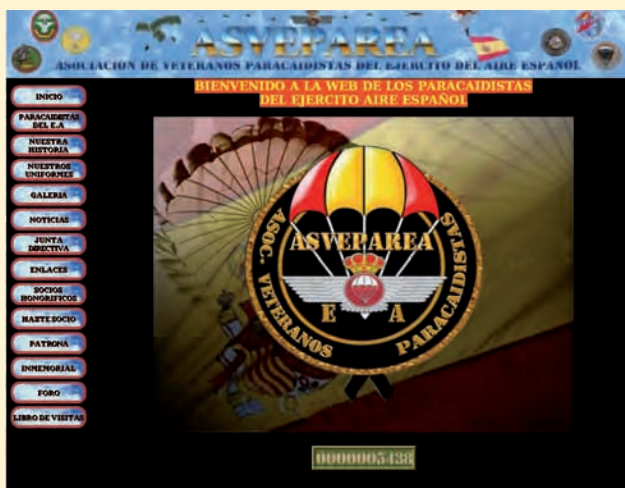 ASVEPAREA
ASOCIACION DE VETERANOS PARACAIDISTAS DEL EJERCITO DEL AIRE ESPAÑOL
BIENVENIDO A LA WEB DE LOS PARACAIDISTAS
DEL EJERCITO AIRE ESPAÑOL
INICIO
PARACAIDISTAS
DEL E.A
NUESTRA
HISTORIA
NUESTROS
UNIFORMES
GALERIA
NOTICIAS
JUNTA
DIRECTIVA
ENLACES
SOCIOS
HONORIFICOS
HAZTE SOCIO
PATRONA
INMEMORIAL
FORO
LIBRO DE VISITAS
ASVEPAREA
ASOC. VETERANOS PARACAIDISTAS
E A
0000005438